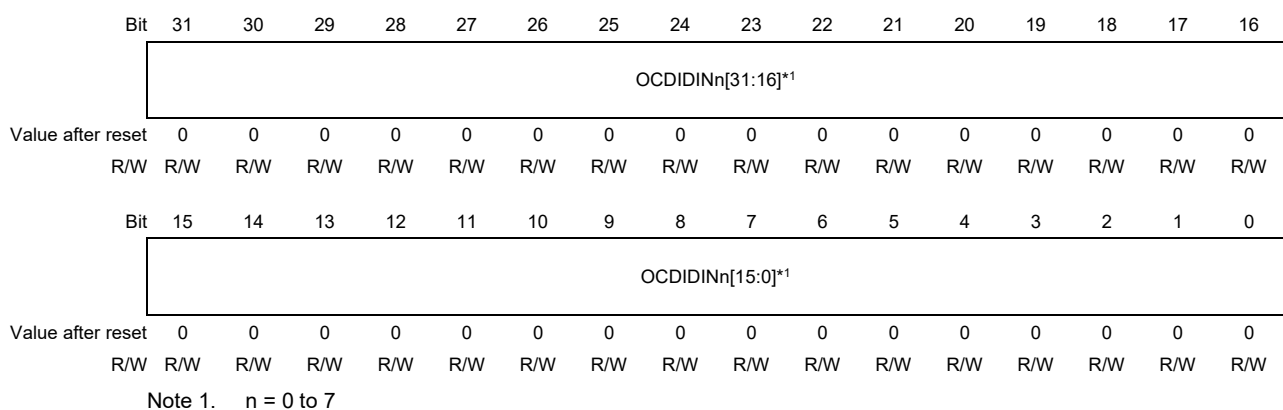 Bit 31 30 29 28 27 26 25 24 23 22 21 20 19 18 17 16
OCDIDINn[31:16]*1
Value after reset 0 0 0 0 0 0 0 0 0 0 0 0 0 0 0 0
R/W R/W R/W R/W R/W R/W R/W R/W R/W R/W R/W R/W R/W R/W R/W R/W R/W
Bit 15 14 13 12 11 10 9 8 7 6 5 4 3 2 1 0
OCDIDINn[15:0]*1
Value after reset 0 0 0 0 0 0 0 0 0 0 0 0 0 0 0 0
R/W R/W R/W R/W R/W R/W R/W R/W R/W R/W R/W R/W R/W R/W R/W R/W R/W
Note 1. n = 0 to 7